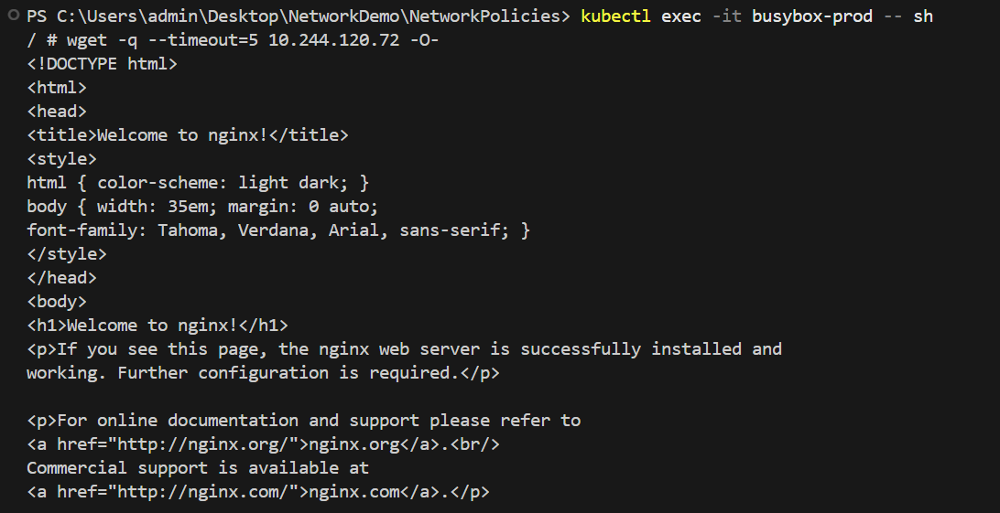 PS C:\Users\admin\Desktop\NetworkDemo\NetworkPolicies> kubectl exec -it busybox-prod -- sh
/ # wget -q --timeout=5 10.244.120.72 -O-
<!DOCTYPE html>
<html>
<head>
<title>Welcome to nginx!</title>
<style>
html { color-scheme: light dark; }
body { width: 35em; margin: 0 auto;
font-family: Tahoma, Verdana, Arial, sans-serif; }
</style>
</head>
<body>
<h1>Welcome to nginx!</h1>
<p>If you see this page, the nginx web server is successfully installed and
working. Further configuration is required.</p>

<p>For online documentation and support please refer to
<a href="http://nginx.org/">nginx.org</a>.<br/>
Commercial support is available at
<a href="http://nginx.com/">nginx.com</a>.</p>